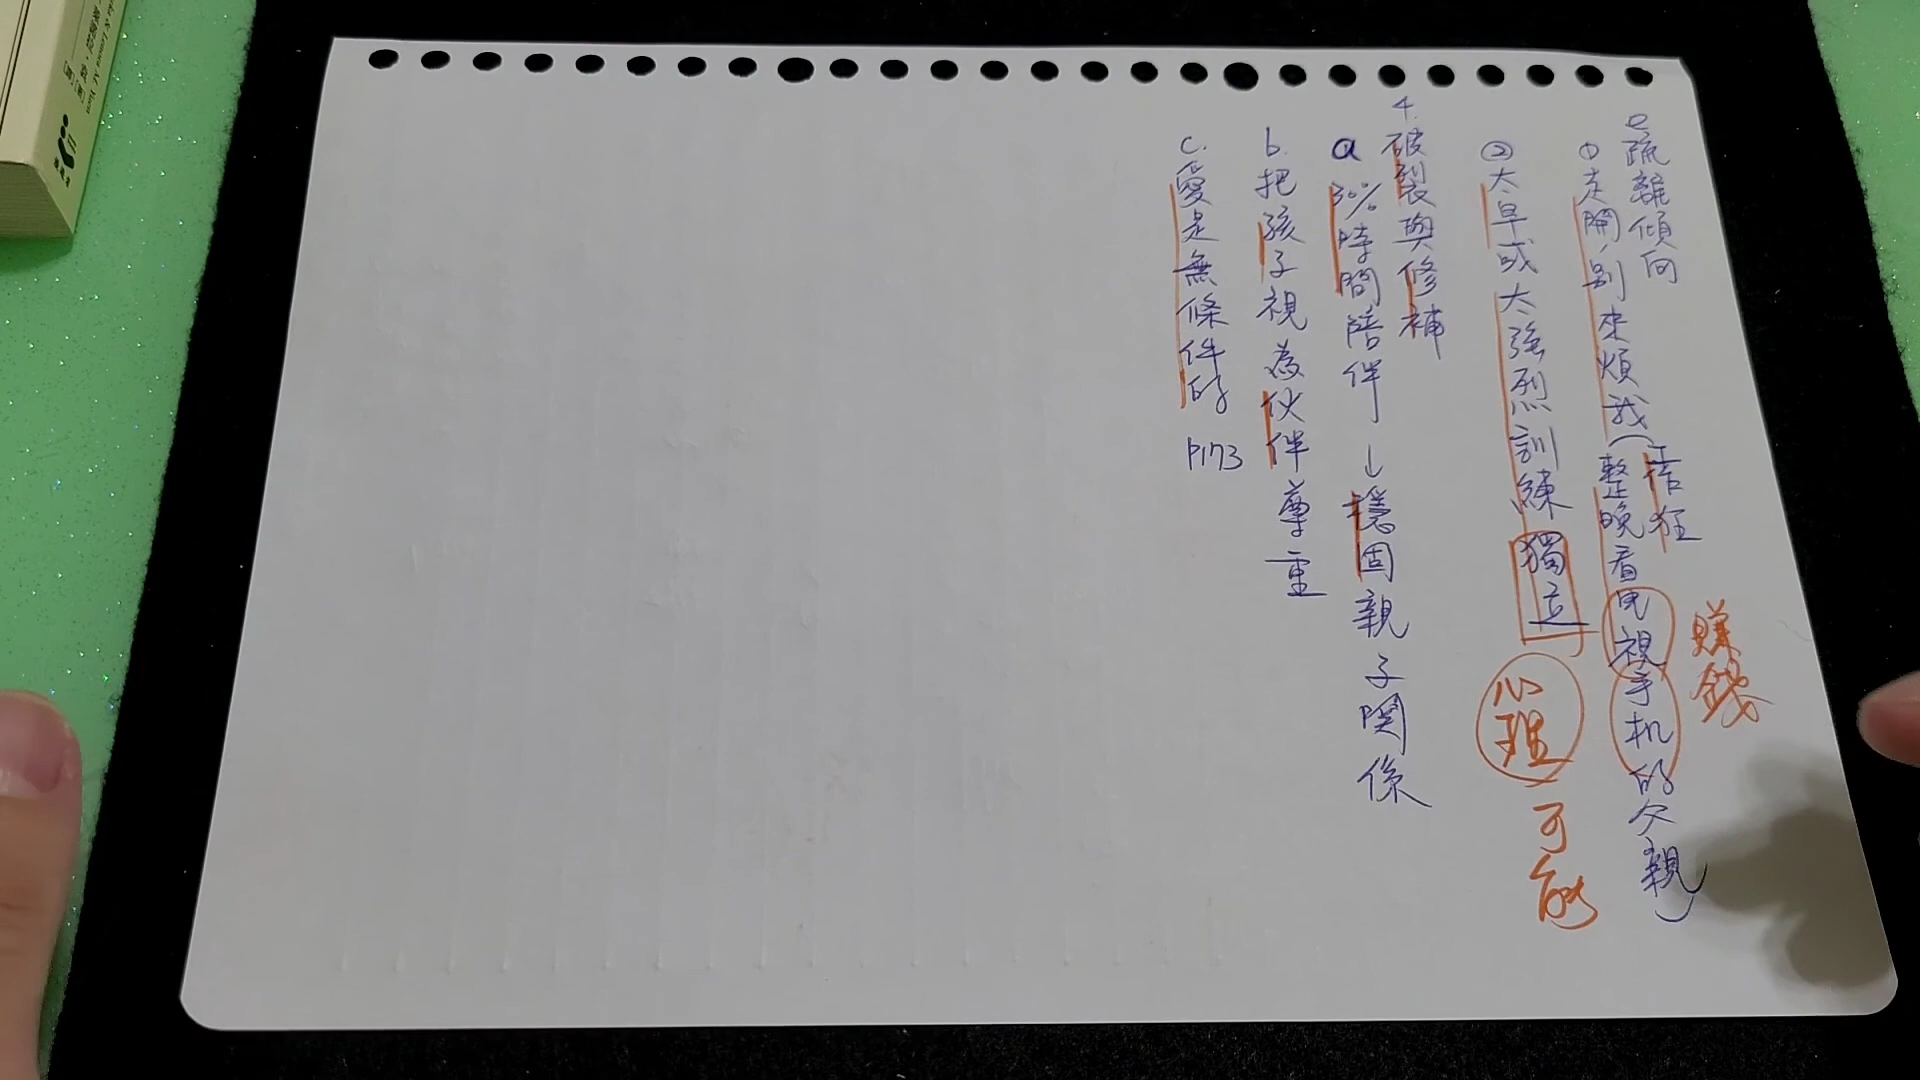 e 疏離傾向
①走開,別來煩我(工作狂
整晚看電視手机的父親)
賺錢
②太早或太強烈訓練獨立
心理
可能
4.破裂與修補
a 30%時間陪伴→穩固親子關係
b.把孩子視為伙伴尊重
c.愛是無條件的 P173